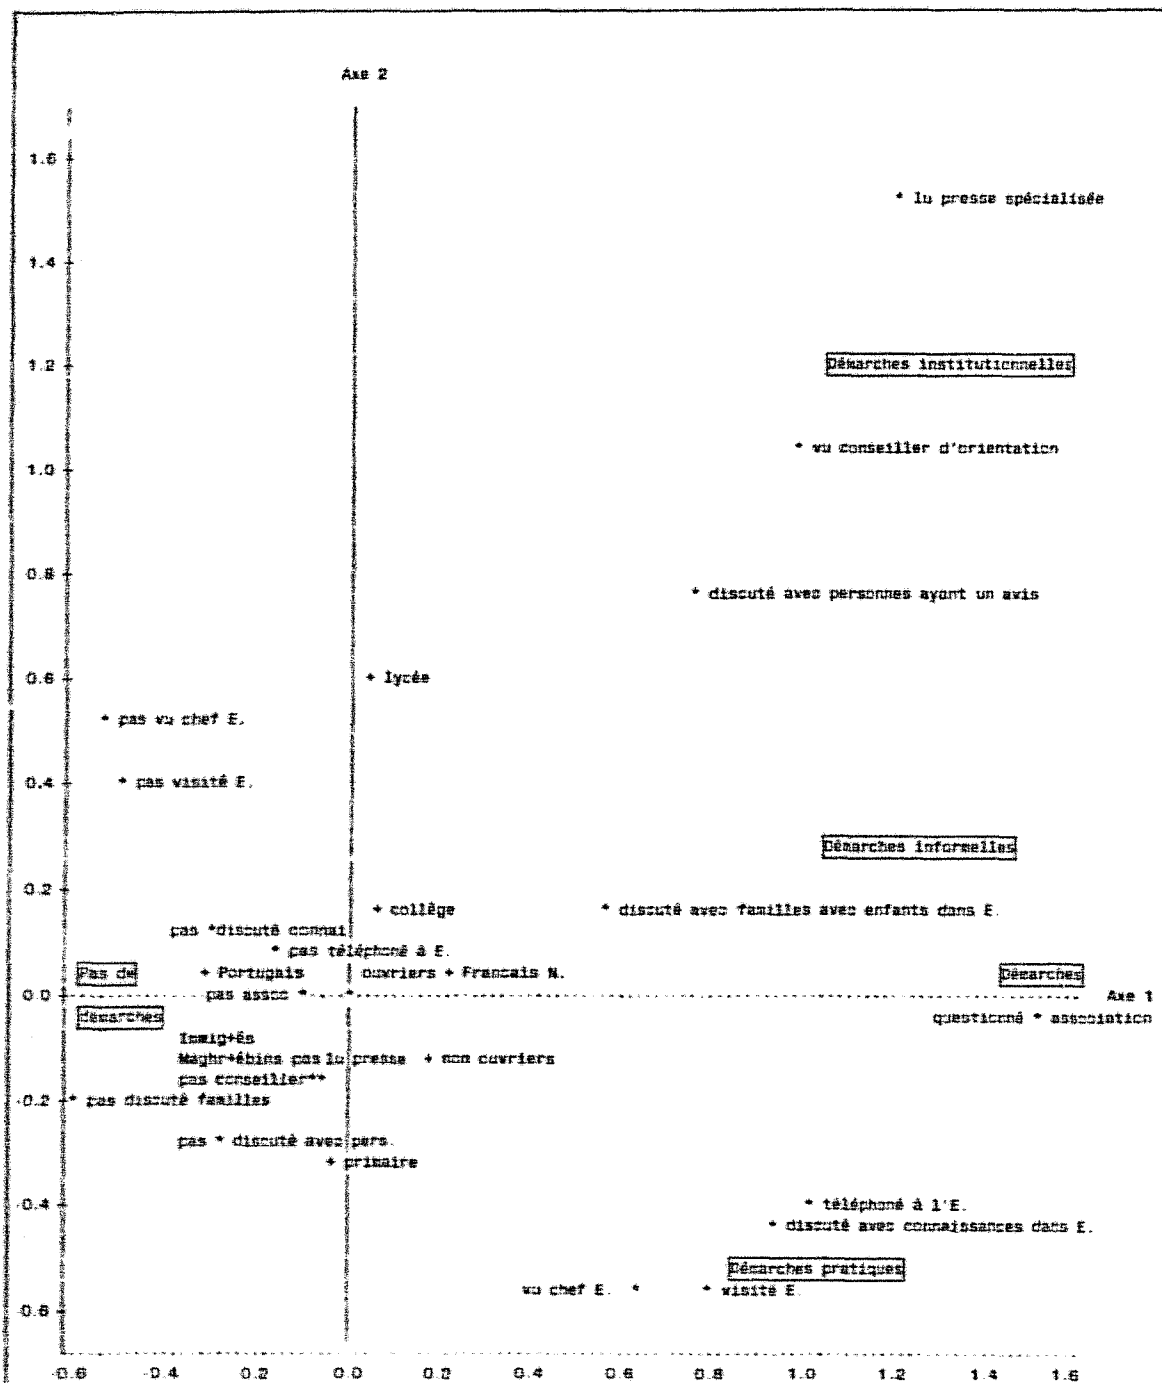 Axe 2
1.6
* lu presse spécialisée
1.4
1.2
Démarches institutionnelles
* vu conseiller d'orientation
1.0
0.8
* discuté avec personnes ayant un avis
0.6
+ lycée
* pas vu chef E.
0.4
* pas visité E.
Démarches informelles
0.2
+ collège
* discuté avec familles avec enfants dans E.
pas *discuté connai
* pas téléphoné à E.
Pas de
+ Portugais
ouvriers + Francais N.
Démarches
pas assoc *
0.0
Axe 1
démarches
questionné * association
Immig+és
Maghr+ébins pas lu presse + non ouvriers
pas conseiller**
-0.2
* pas discuté familles
pas * discuté avec pers.
+ primaire
-0.4
* téléphoné à l'E.
* discuté avec connaissances dans E.
Démarches pratiques
vu chef E. *
* visité E.
-0.6
-0.6 -0.4 -0.2 0.0 0.2 0.4 0.6 0.8 1.0 1.2 1.4 1.6